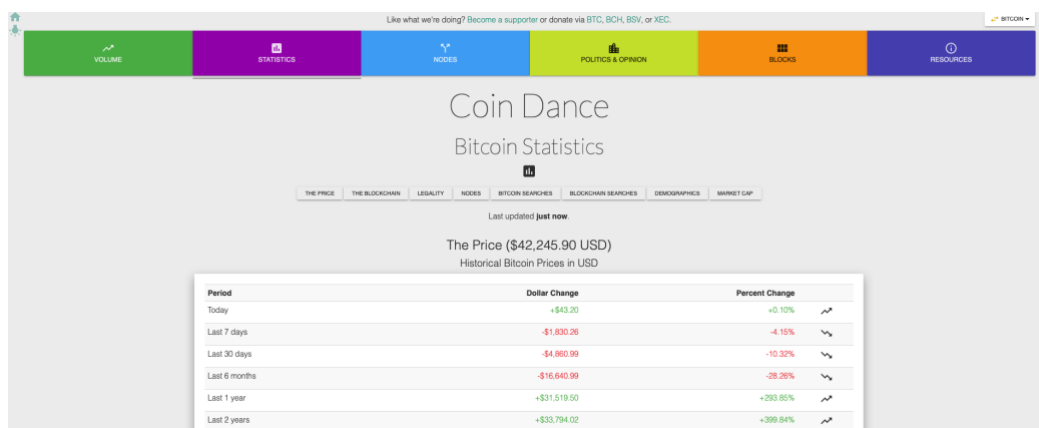 Like what we're doing? Become a supporter or donate via BTC, BCH, BSV, or XEC.
BITCOIN
VOLUME STATISTICS NODES POLITICS & OPINION BLOCKS RESOURCES
Coin Dance
Bitcoin Statistics
THE PRICE THE BLOCKCHAIN LEGALITY NODES BITCOIN SEARCHES BLOCKCHAIN SEARCHES DEMOGRAPHICS MARKET CAP
Last updated just now.
The Price ($42,245.90 USD)
Historical Bitcoin Prices in USD
Period Dollar Change Percent Change
Today +$43.20 +0.10%
Last 7 days -$1,830.26 -4.15%
Last 30 days -$4,860.99 -10.32%
Last 6 months -$16,640.99 -28.26%
Last 1 year +$31,519.50 +293.85%
Last 2 years +$33,794.02 +399.84%